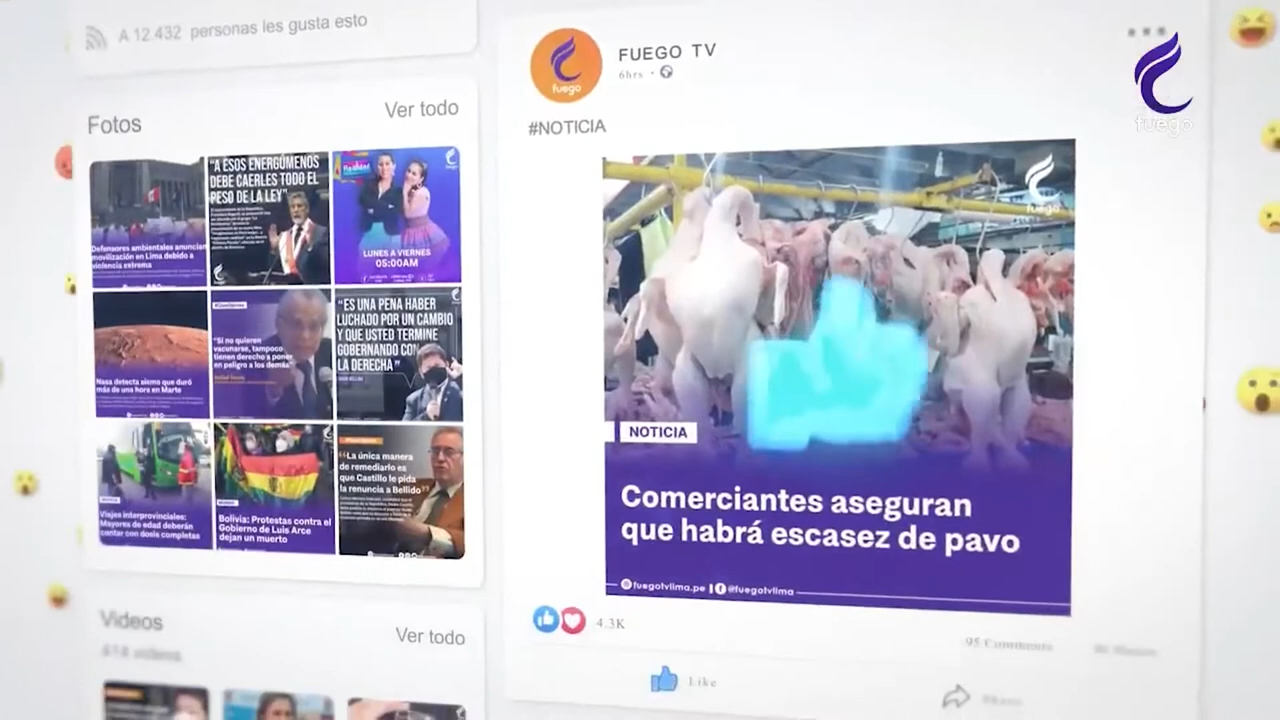 A 12 432 personas les gusta esto
Fotos
Ver todo
Defensores ambientales anuncian
movilización en Lima debido a
violencia extrema
"A ESOS ENERGÚMENOS
DEBE CAERLES TODO EL
PESO DE LA LEY"
LUNES A VIERNES
05:00AM
Nasa detecta sismo que duró
más de una hora en Marte
"Si no quieren
vacunarse, tampoco
tienen derecho a poner
en peligro a los demás"
"ES UNA PENA HABER
LUCHADO POR UN CAMBIO
Y QUE USTED TERMINE
GOBERNANDO CON
LA DERECHA"
Viajes interprovinciales:
Mayores de edad deberán
contar con dosis completas
Bolivia: Protestas contra el
Gobierno de Luis Arce
dejan un muerto
"La única manera
de remediarlo es
que Castillo le pida
la renuncia a Bellido"
Videos
Ver todo
414 videos
FUEGO TV
fuego
6hrs
#NOTICIA
fuego
NOTICIA
Comerciantes aseguran
que habrá escasez de pavo
fuegotvlima.pe | @fuegotvlima
4.3K
95 Comments
Like
Share
fuego